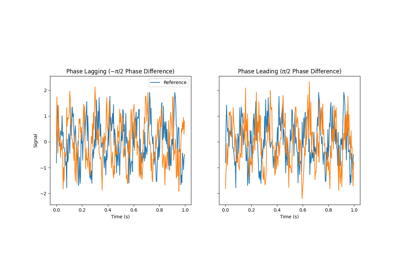 Phase Lagging (−π/2 Phase Difference)
Phase Leading (π/2 Phase Difference)
Reference
2
1
0
−1
−2
Signal
0.0 0.2 0.4 0.6 0.8 1.0
0.0 0.2 0.4 0.6 0.8 1.0
Time (s)
Time (s)